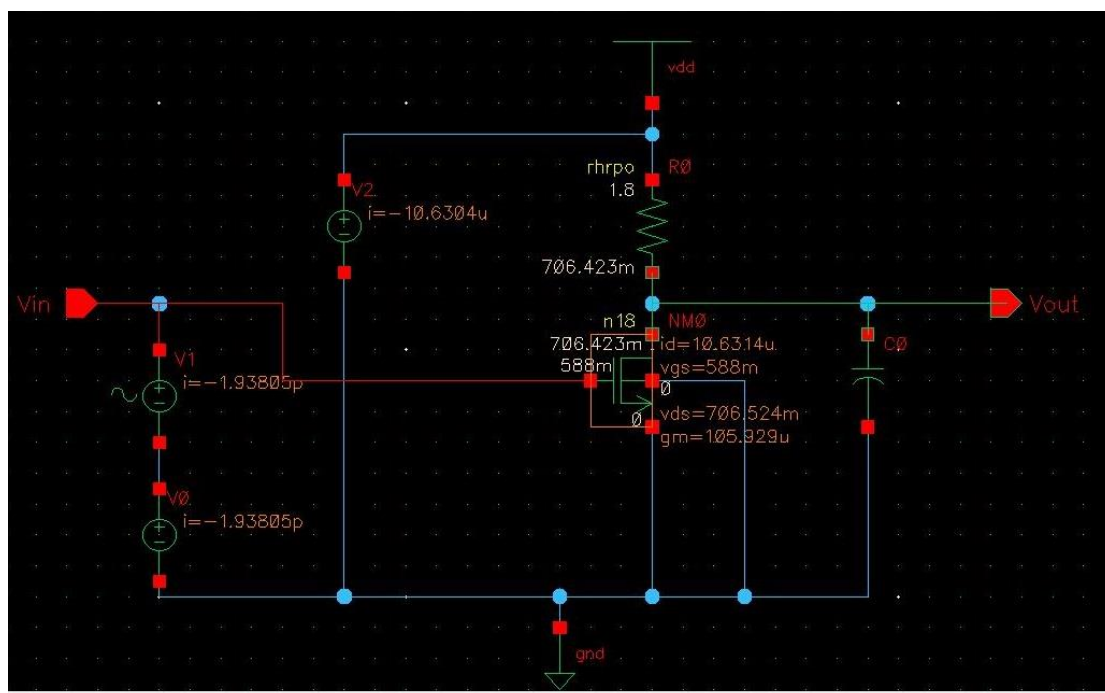 vdd
rhrpo R0
1.8
V2
i=-10.6304u
706.423m
Vin
Vout
n18 NM0
706.423m id=10.6314u
588m vgs=588m
C0
V1
i=-1.93805p
0
0 vds=706.524m
gm=105.929u
V0
i=-1.93805p
gnd